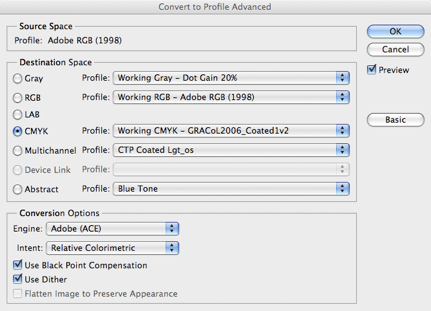 Convert to Profile Advanced
Source Space
Profile: Adobe RGB (1998)
OK
Cancel
Preview
Basic
Destination Space
Gray Profile: Working Gray - Dot Gain 20%
RGB Profile: Working RGB - Adobe RGB (1998)
LAB
CMYK Profile: Working CMYK - GRACoL2006_Coated1v2
Multichannel Profile: CTP Coated Lgt_os
Device Link Profile:
Abstract Profile: Blue Tone
Conversion Options
Engine: Adobe (ACE)
Intent: Relative Colorimetric
Use Black Point Compensation
Use Dither
Flatten Image to Preserve Appearance